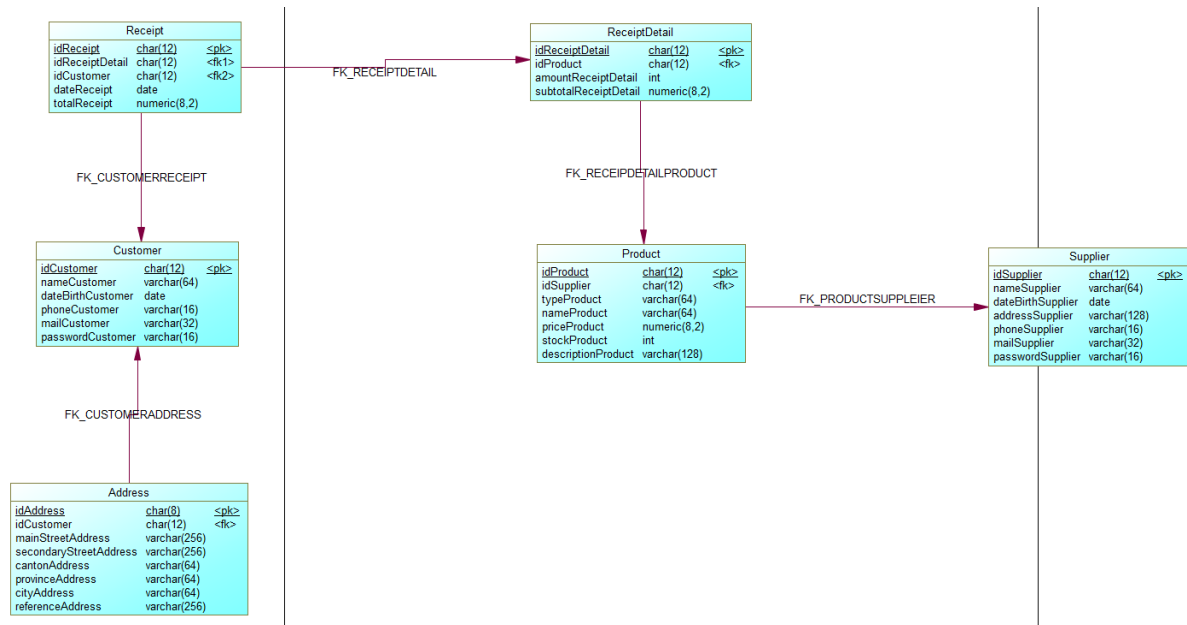 Receipt
idReceipt char(12) <pk>
idReceiptDetail char(12) <fk1>
idCustomer char(12) <fk2>
dateReceipt date
totalReceipt numeric(8,2)
FK_RECEIPTDETAIL
ReceiptDetail
idReceiptDetail char(12) <pk>
idProduct char(12) <fk>
amountReceiptDetail int
subtotalReceiptDetail numeric(8,2)
FK_CUSTOMERRECEIPT
FK_RECEIPDETAILPRODUCT
Customer
idCustomer char(12) <pk>
nameCustomer varchar(64)
dateBirthCustomer date
phoneCustomer varchar(16)
mailCustomer varchar(32)
passwordCustomer varchar(16)
Product
idProduct char(12) <pk>
idSupplier char(12) <fk>
typeProduct varchar(64)
nameProduct varchar(64)
priceProduct numeric(8,2)
stockProduct int
descriptionProduct varchar(128)
FK_PRODUCTSUPPLEIER
Supplier
idSupplier char(12) <pk>
nameSupplier varchar(64)
dateBirthSupplier date
addressSupplier varchar(128)
phoneSupplier varchar(16)
mailSupplier varchar(32)
passwordSupplier varchar(16)
FK_CUSTOMERADDRESS
Address
idAddress char(8) <pk>
idCustomer char(12) <fk>
mainStreetAddress varchar(256)
secondaryStreetAddress varchar(256)
cantonAddress varchar(64)
provinceAddress varchar(64)
cityAddress varchar(64)
referenceAddress varchar(256)